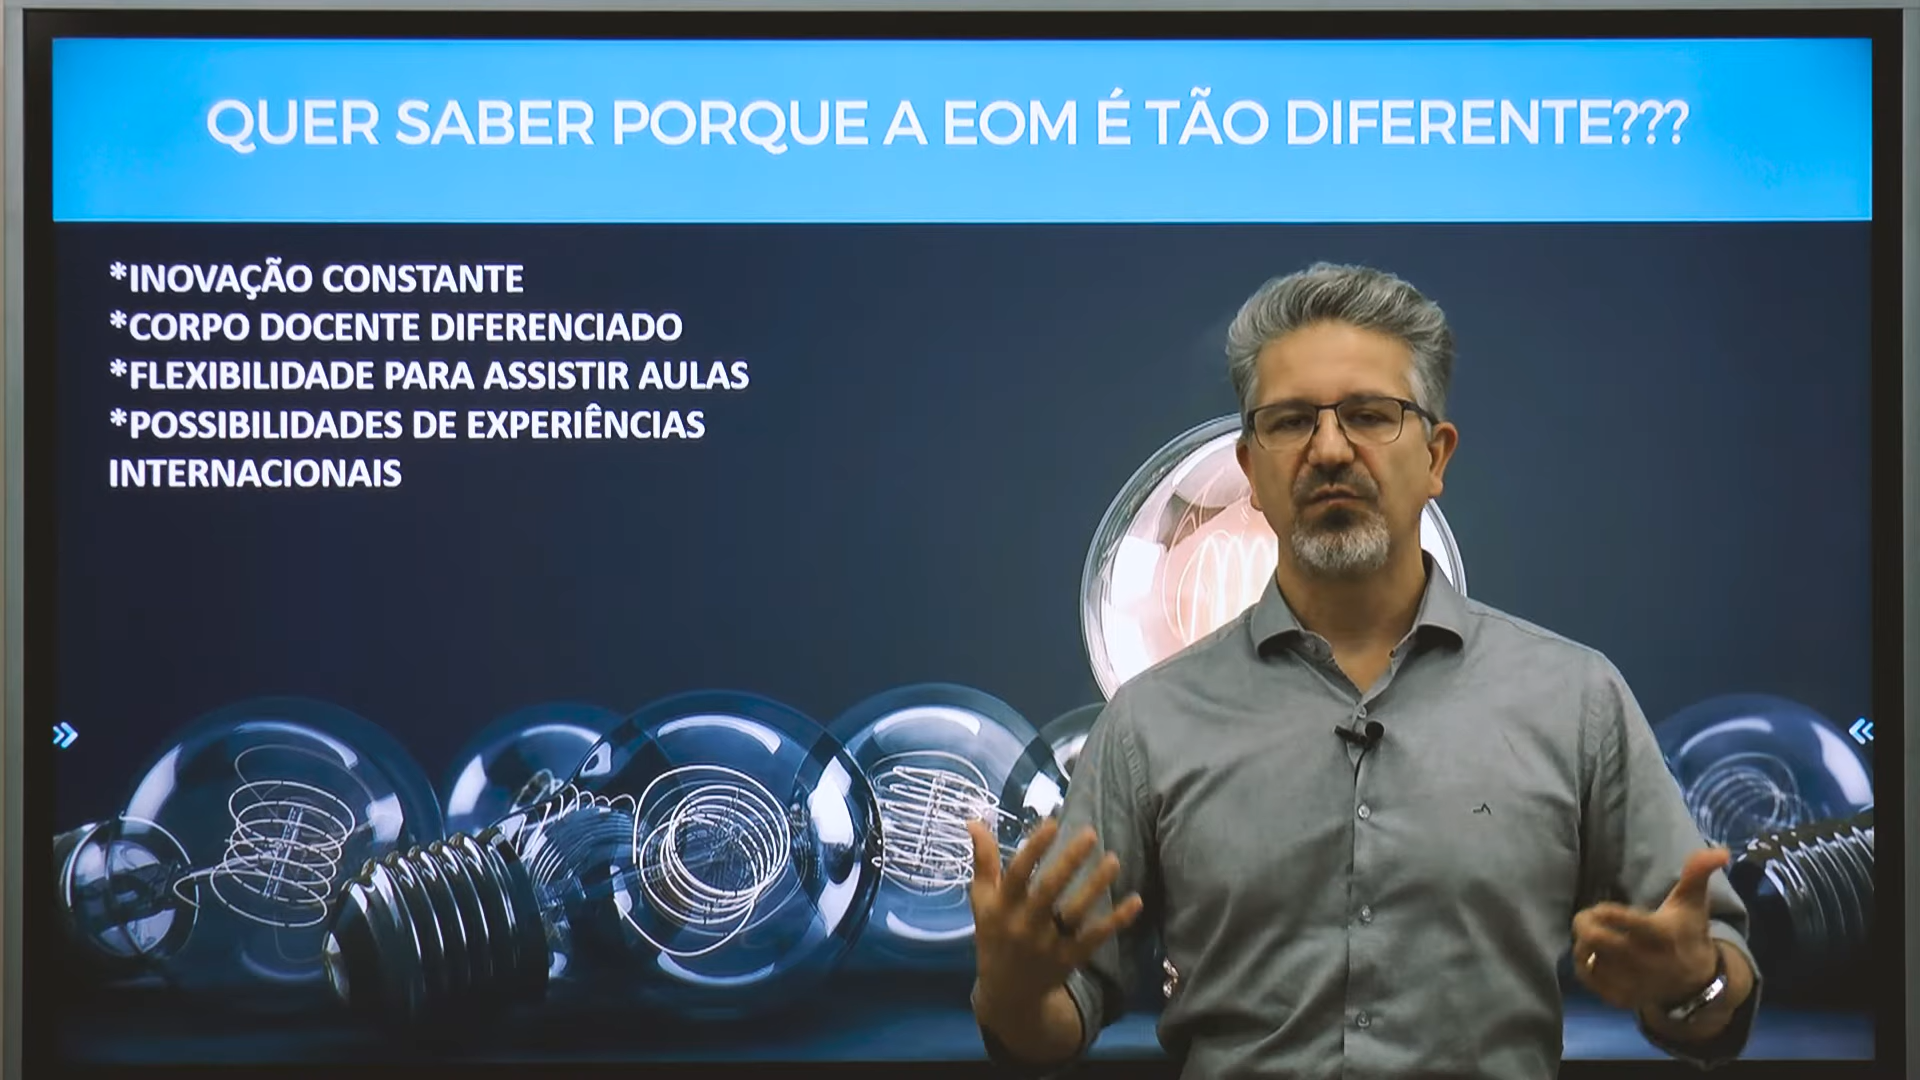 QUER SABER PORQUE A EOM É TÃO DIFERENTE???
*INOVAÇÃO CONSTANTE
*CORPO DOCENTE DIFERENCIADO
*FLEXIBILIDADE PARA ASSISTIR AULAS
*POSSIBILIDADES DE EXPERIÊNCIAS
INTERNACIONAIS